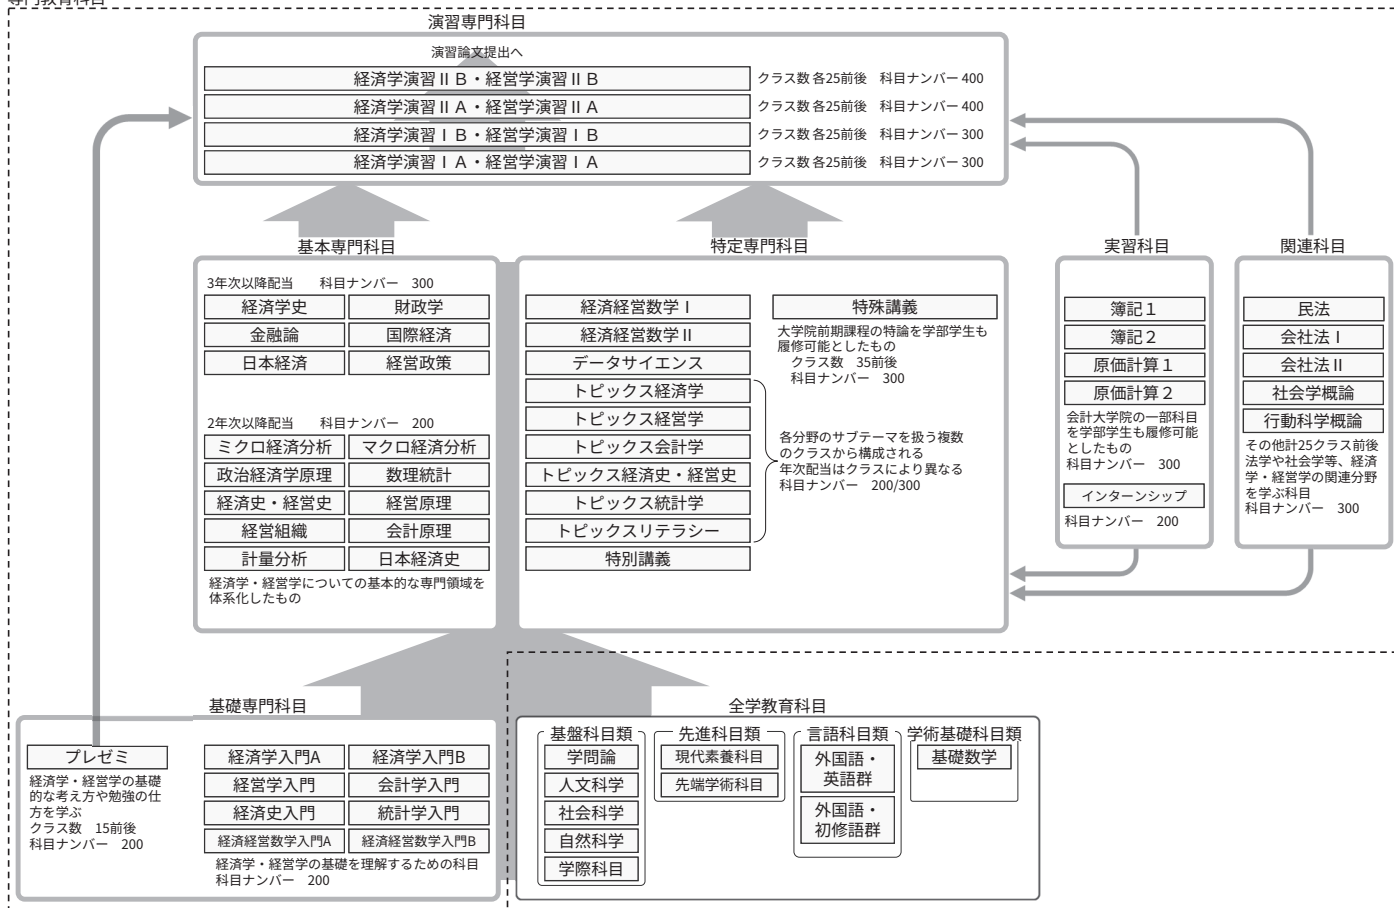 専門教育科目
演習専門科目
演習論文提出へ
経済学演習ⅡB・経営学演習ⅡB
クラス数 各25前後　科目ナンバー 400
経済学演習ⅡA・経営学演習ⅡA
クラス数 各25前後　科目ナンバー 400
経済学演習ⅠB・経営学演習ⅠB
クラス数 各25前後　科目ナンバー 300
経済学演習ⅠA・経営学演習ⅠA
クラス数 各25前後　科目ナンバー 300
基本専門科目
3年次以降配当　科目ナンバー　300
経済学史
財政学
金融論
国際経済
日本経済
経営政策
2年次以降配当　科目ナンバー　200
ミクロ経済分析
マクロ経済分析
政治経済学原理
数理統計
経済史・経営史
経営原理
経営組織
会計原理
計量分析
日本経済史
経済学・経営学についての基本的な専門領域を
体系化したもの
特定専門科目
経済経営数学Ⅰ
経済経営数学Ⅱ
データサイエンス
トピックス経済学
トピックス経営学
トピックス会計学
トピックス経済史・経営史
トピックス統計学
トピックスリテラシー
特別講義
特殊講義
大学院前期課程の特論を学部学生も
履修可能としたもの
クラス数　35前後
科目ナンバー　300
各分野のサブテーマを扱う複数
のクラスから構成される
年次配当はクラスにより異なる
科目ナンバー　200/300
実習科目
簿記１
簿記２
原価計算１
原価計算２
会計大学院の一部科目
を学部学生も履修可能
としたもの
科目ナンバー　300
インターンシップ
科目ナンバー　200
関連科目
民法
会社法Ⅰ
会社法Ⅱ
社会学概論
行動科学概論
その他計25クラス前後
法学や社会学等、経済
学・経営学の関連分野
を学ぶ科目
科目ナンバー　300
基礎専門科目
プレゼミ
経済学・経営学の基礎
的な考え方や勉強の仕
方を学ぶ
クラス数　15前後
科目ナンバー　200
経済学入門A
経済学入門B
経営学入門
会計学入門
経済史入門
統計学入門
経済経営数学入門A
経済経営数学入門B
経済学・経営学の基礎を理解するための科目
科目ナンバー　200
全学教育科目
基盤科目類
学問論
人文科学
社会科学
自然科学
学際科目
先進科目類
現代素養科目
先端学術科目
言語科目類
外国語・
英語群
外国語・
初修語群
学術基礎科目類
基礎数学